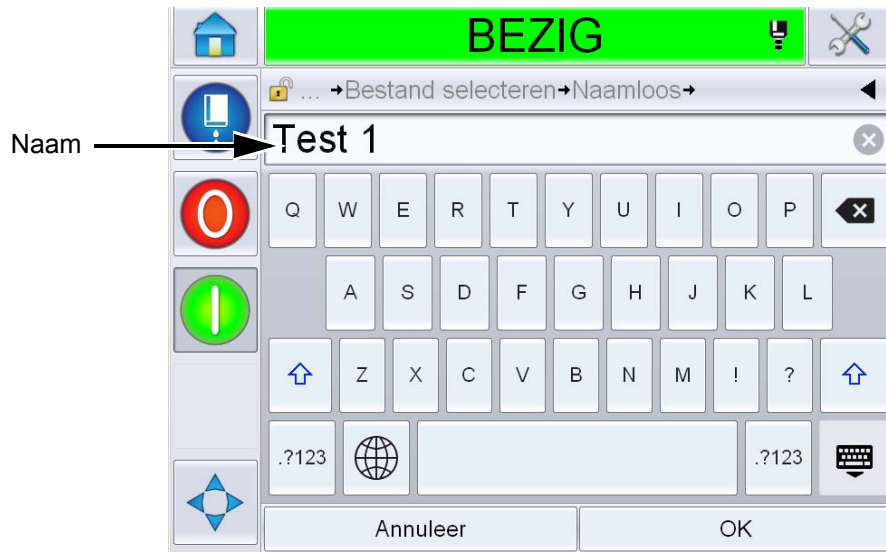 BEZIG
... →Bestand selecteren→Naamloos→
Naam
Test 1
Q W E R T Y U I O P
A S D F G H J K L
Z X C V B N M ! ?
.?123 .?123
Annuleer OK